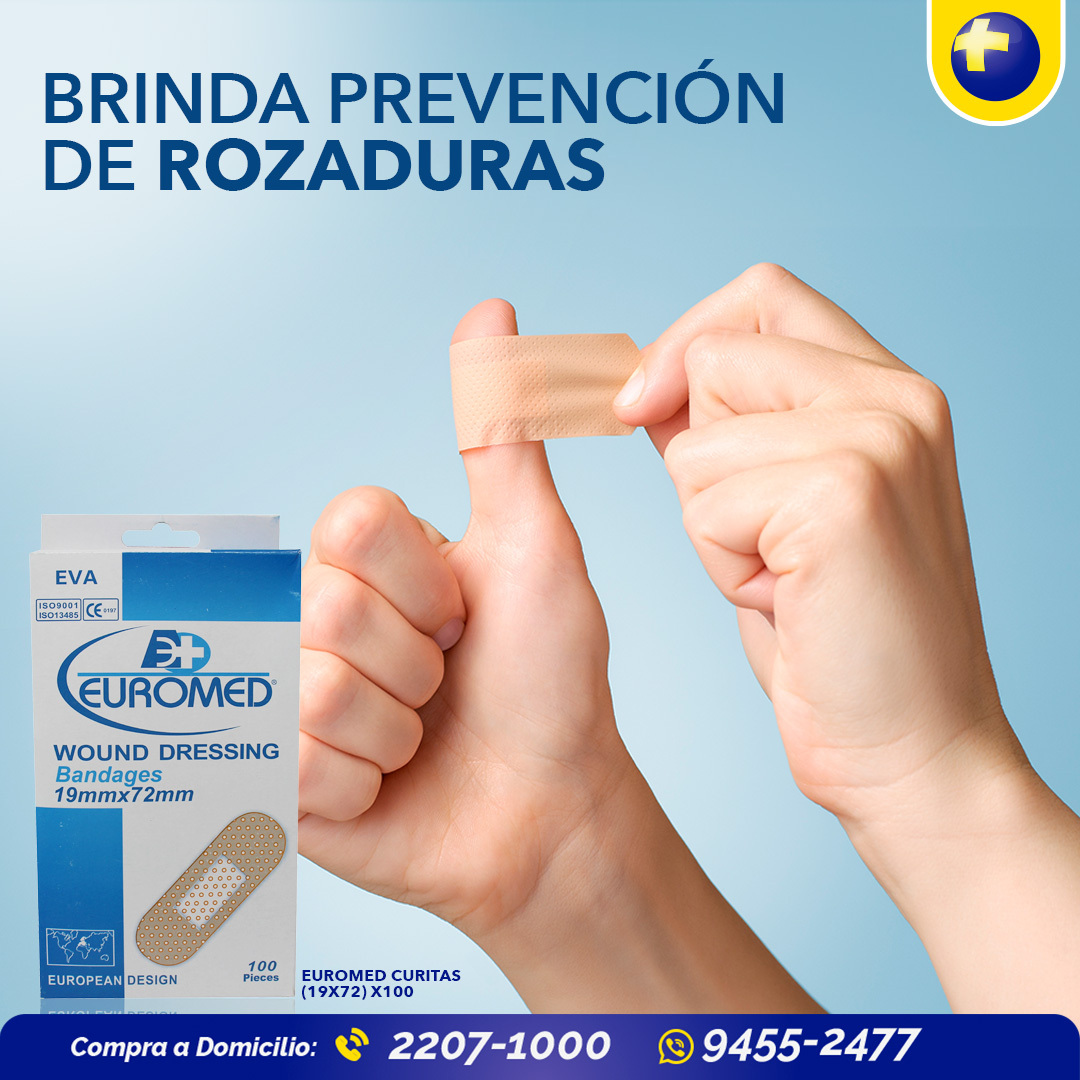 BRINDA PREVENCIÓN
DE ROZADURAS
EVA
ISO9001
ISO13485
CE 0197
EUROMED®
WOUND DRESSING
Bandages
19mmx72mm
EUROPEAN DESIGN
100
Pieces
EUROMED CURITAS
(19X72) X100
Compra a Domicilio: 2207-1000 9455-2477